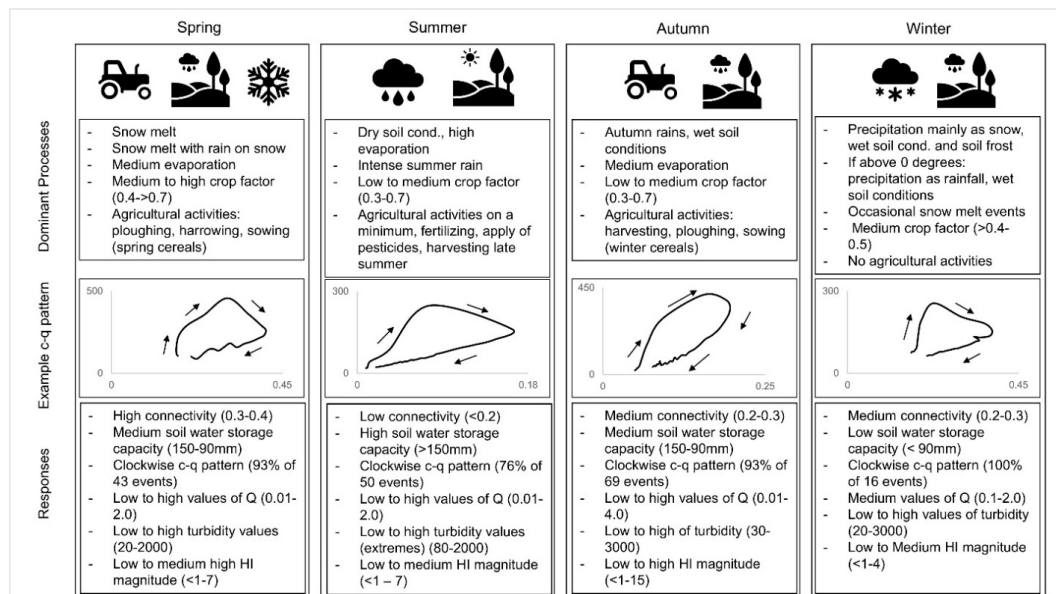 Spring
Summer
Autumn
Winter
Dominant Processes
- Snow melt
- Snow melt with rain on snow
- Medium evaporation
- Medium to high crop factor
(0.4->0.7)
- Agricultural activities:
ploughing, harrowing, sowing
(spring cereals)
- Dry soil cond., high
evaporation
- Intense summer rain
- Low to medium crop factor
(0.3-0.7)
- Agricultural activities on a
minimum, fertilizing, apply of
pesticides, harvesting late
summer
- Autumn rains, wet soil
conditions
- Medium evaporation
- Low to medium crop factor
(0.3-0.7)
- Agricultural activities:
harvesting, ploughing, sowing
(winter cereals)
- Precipitation mainly as snow,
wet soil cond. and soil frost
- If above 0 degrees:
precipitation as rainfall, wet
soil conditions
- Occasional snow melt events
- Medium crop factor (>0.4-
0.5)
- No agricultural activities
Example c-q pattern
500
0
0
0.45
300
0
0
0.18
450
0
0
0.25
300
0
0
0.45
Responses
- High connectivity (0.3-0.4)
- Medium soil water storage
capacity (150-90mm)
- Clockwise c-q pattern (93% of
43 events)
- Low to high values of Q (0.01-
2.0)
- Low to high turbidity values
(20-2000)
- Low to medium high HI
magnitude (<1-7)
- Low connectivity (<0.2)
- High soil water storage
capacity (>150mm)
- Clockwise c-q pattern (76% of
50 events)
- Low to high values of Q (0.01-
2.0)
- Low to high turbidity values
(extremes) (80-2000)
- Low to medium HI magnitude
(<1 – 7)
- Medium connectivity (0.2-0.3)
- Medium soil water storage
capacity (150-90mm)
- Clockwise c-q pattern (93% of
69 events)
- Low to high values of Q (0.01-
4.0)
- Low to high of turbidity (30-
3000)
- Low to high HI magnitude
(<1-15)
- Medium connectivity (0.2-0.3)
- Low soil water storage
capacity (< 90mm)
- Clockwise c-q pattern (100%
of 16 events)
- Medium values of Q (0.1-2.0)
- Low to high values of turbidity
(20-3000)
- Low to Medium HI magnitude
(<1-4)